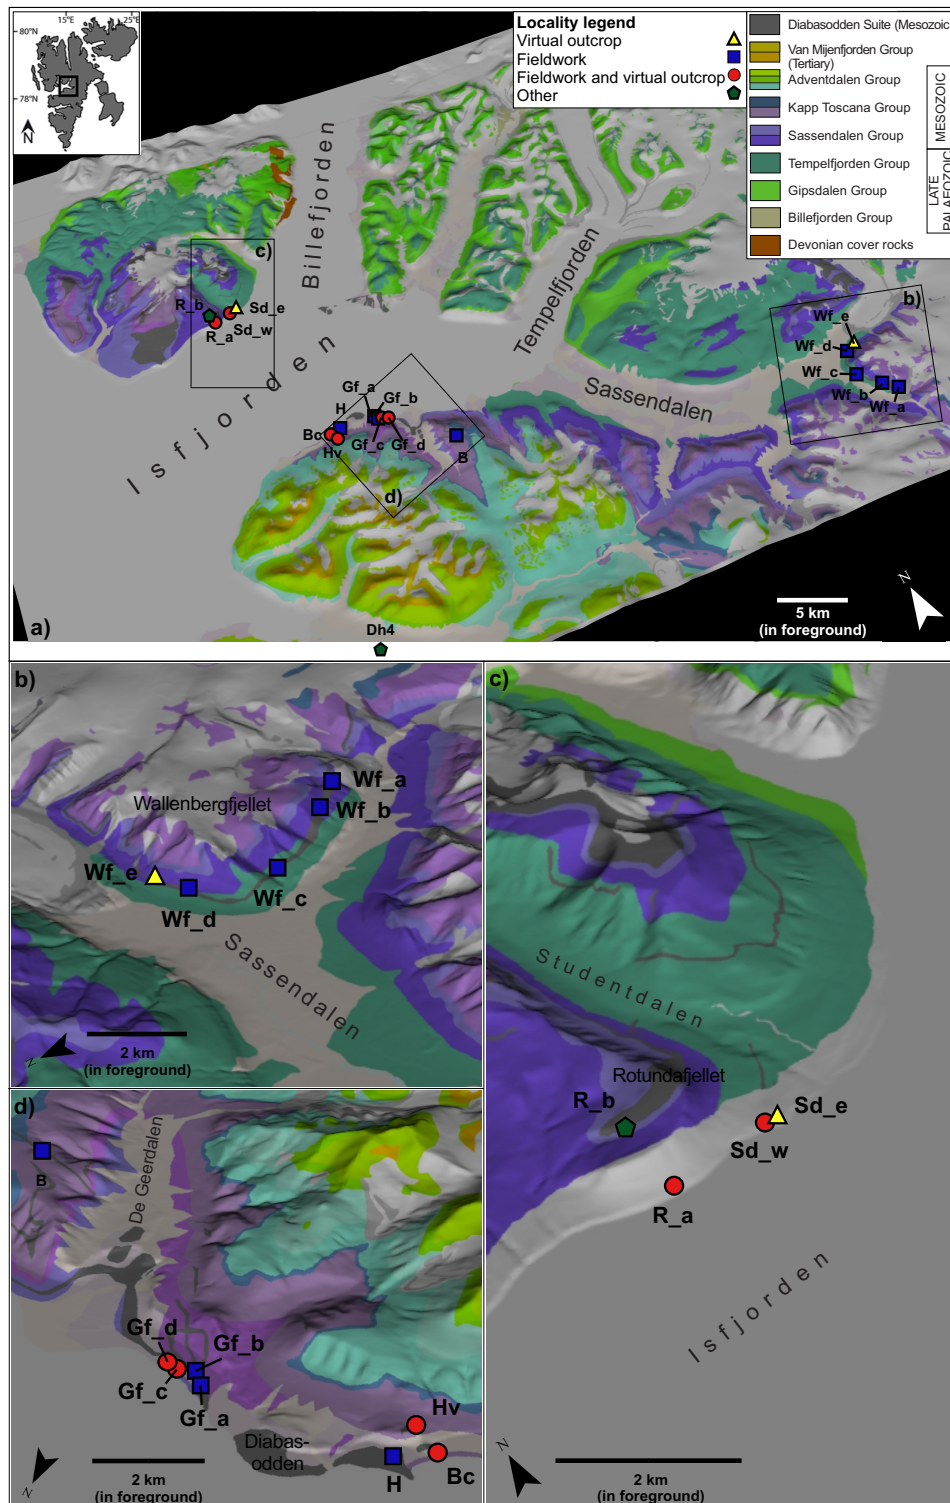 15°E
25°E
80°N
78°N
N
Locality legend
Virtual outcrop
Fieldwork
Fieldwork and virtual outcrop
Other
Diabasodden Suite (Mesozoic
Van Mijenfjorden Group
(Tertiary)
Adventdalen Group
Kapp Toscana Group
Sassendalen Group
Tempelfjorden Group
Gipsdalen Group
Billefjorden Group
Devonian cover rocks
MESOZOIC
LATE
PALAEOZOIC
Billefjorden
Tempelfjorden
Isfjorden
Sassendalen
c)
R_b
Sd_e
Sd_w
R_a
b)
Wf_e
Wf_d
Wf_c
Wf_b
Wf_a
Gf_a
Gf_b
H
Bc
Hv
Gf_c
Gf_d
B
d)
N
5 km
(in foreground)
a)
Dh4
b)
Wallenbergfjellet
Wf_a
Wf_b
Wf_c
Wf_e
Wf_d
Sassendalen
N
2 km
(in foreground)
c)
Studentdalen
Rotundafjellet
R_b
Sd_e
Sd_w
R_a
Isfjorden
N
2 km
(in foreground)
d)
B
De Geerdalen
Gf_d
Gf_b
Gf_c
Gf_a
Hv
Diabas-
odden
H
Bc
N
2 km
(in foreground)